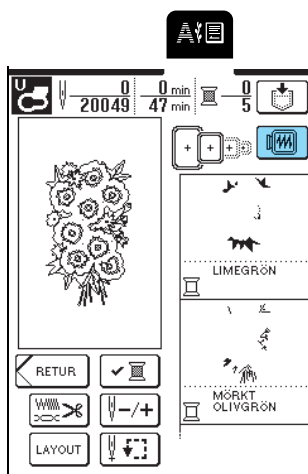 A
U
0 0 min 0
20049 47 min 5
LIMEGRÖN
RETUR
MÖRKT
OLIVGRÖN
-/+
LAYOUT